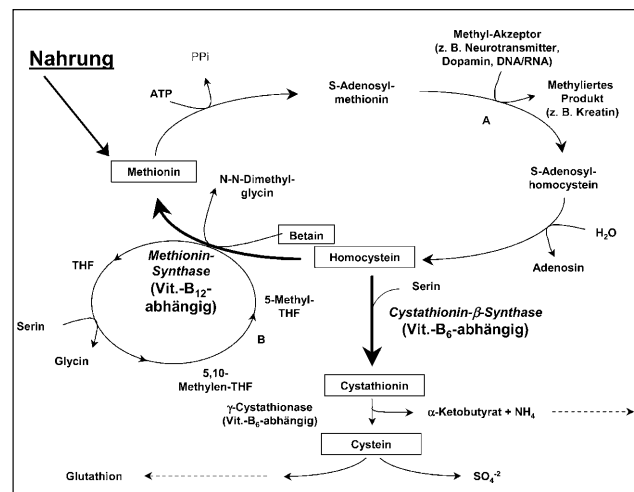 Nahrung
PPi
ATP
S-Adenosyl-
methionin
Methyl-Akzeptor
(z. B. Neurotransmitter,
Dopamin, DNA/RNA)
Methyliertes
Produkt
(z. B. Kreatin)
A
Methionin
N-N-Dimethyl-
glycin
S-Adenosyl-
homocystein
Betain
Homocystein
H₂O
Adenosin
THF
Methionin-
Synthase
(Vit.-B₁₂-
abhängig)
5-Methyl-
THF
Serin
Cystathionin-β-Synthase
(Vit.-B₆-abhängig)
Serin
Glycin
B
5,10-
Methylen-THF
Cystathionin
γ-Cystathionase
(Vit.-B₆-abhängig)
α-Ketobutyrat + NH₄
Cystein
Glutathion
SO₄⁻²